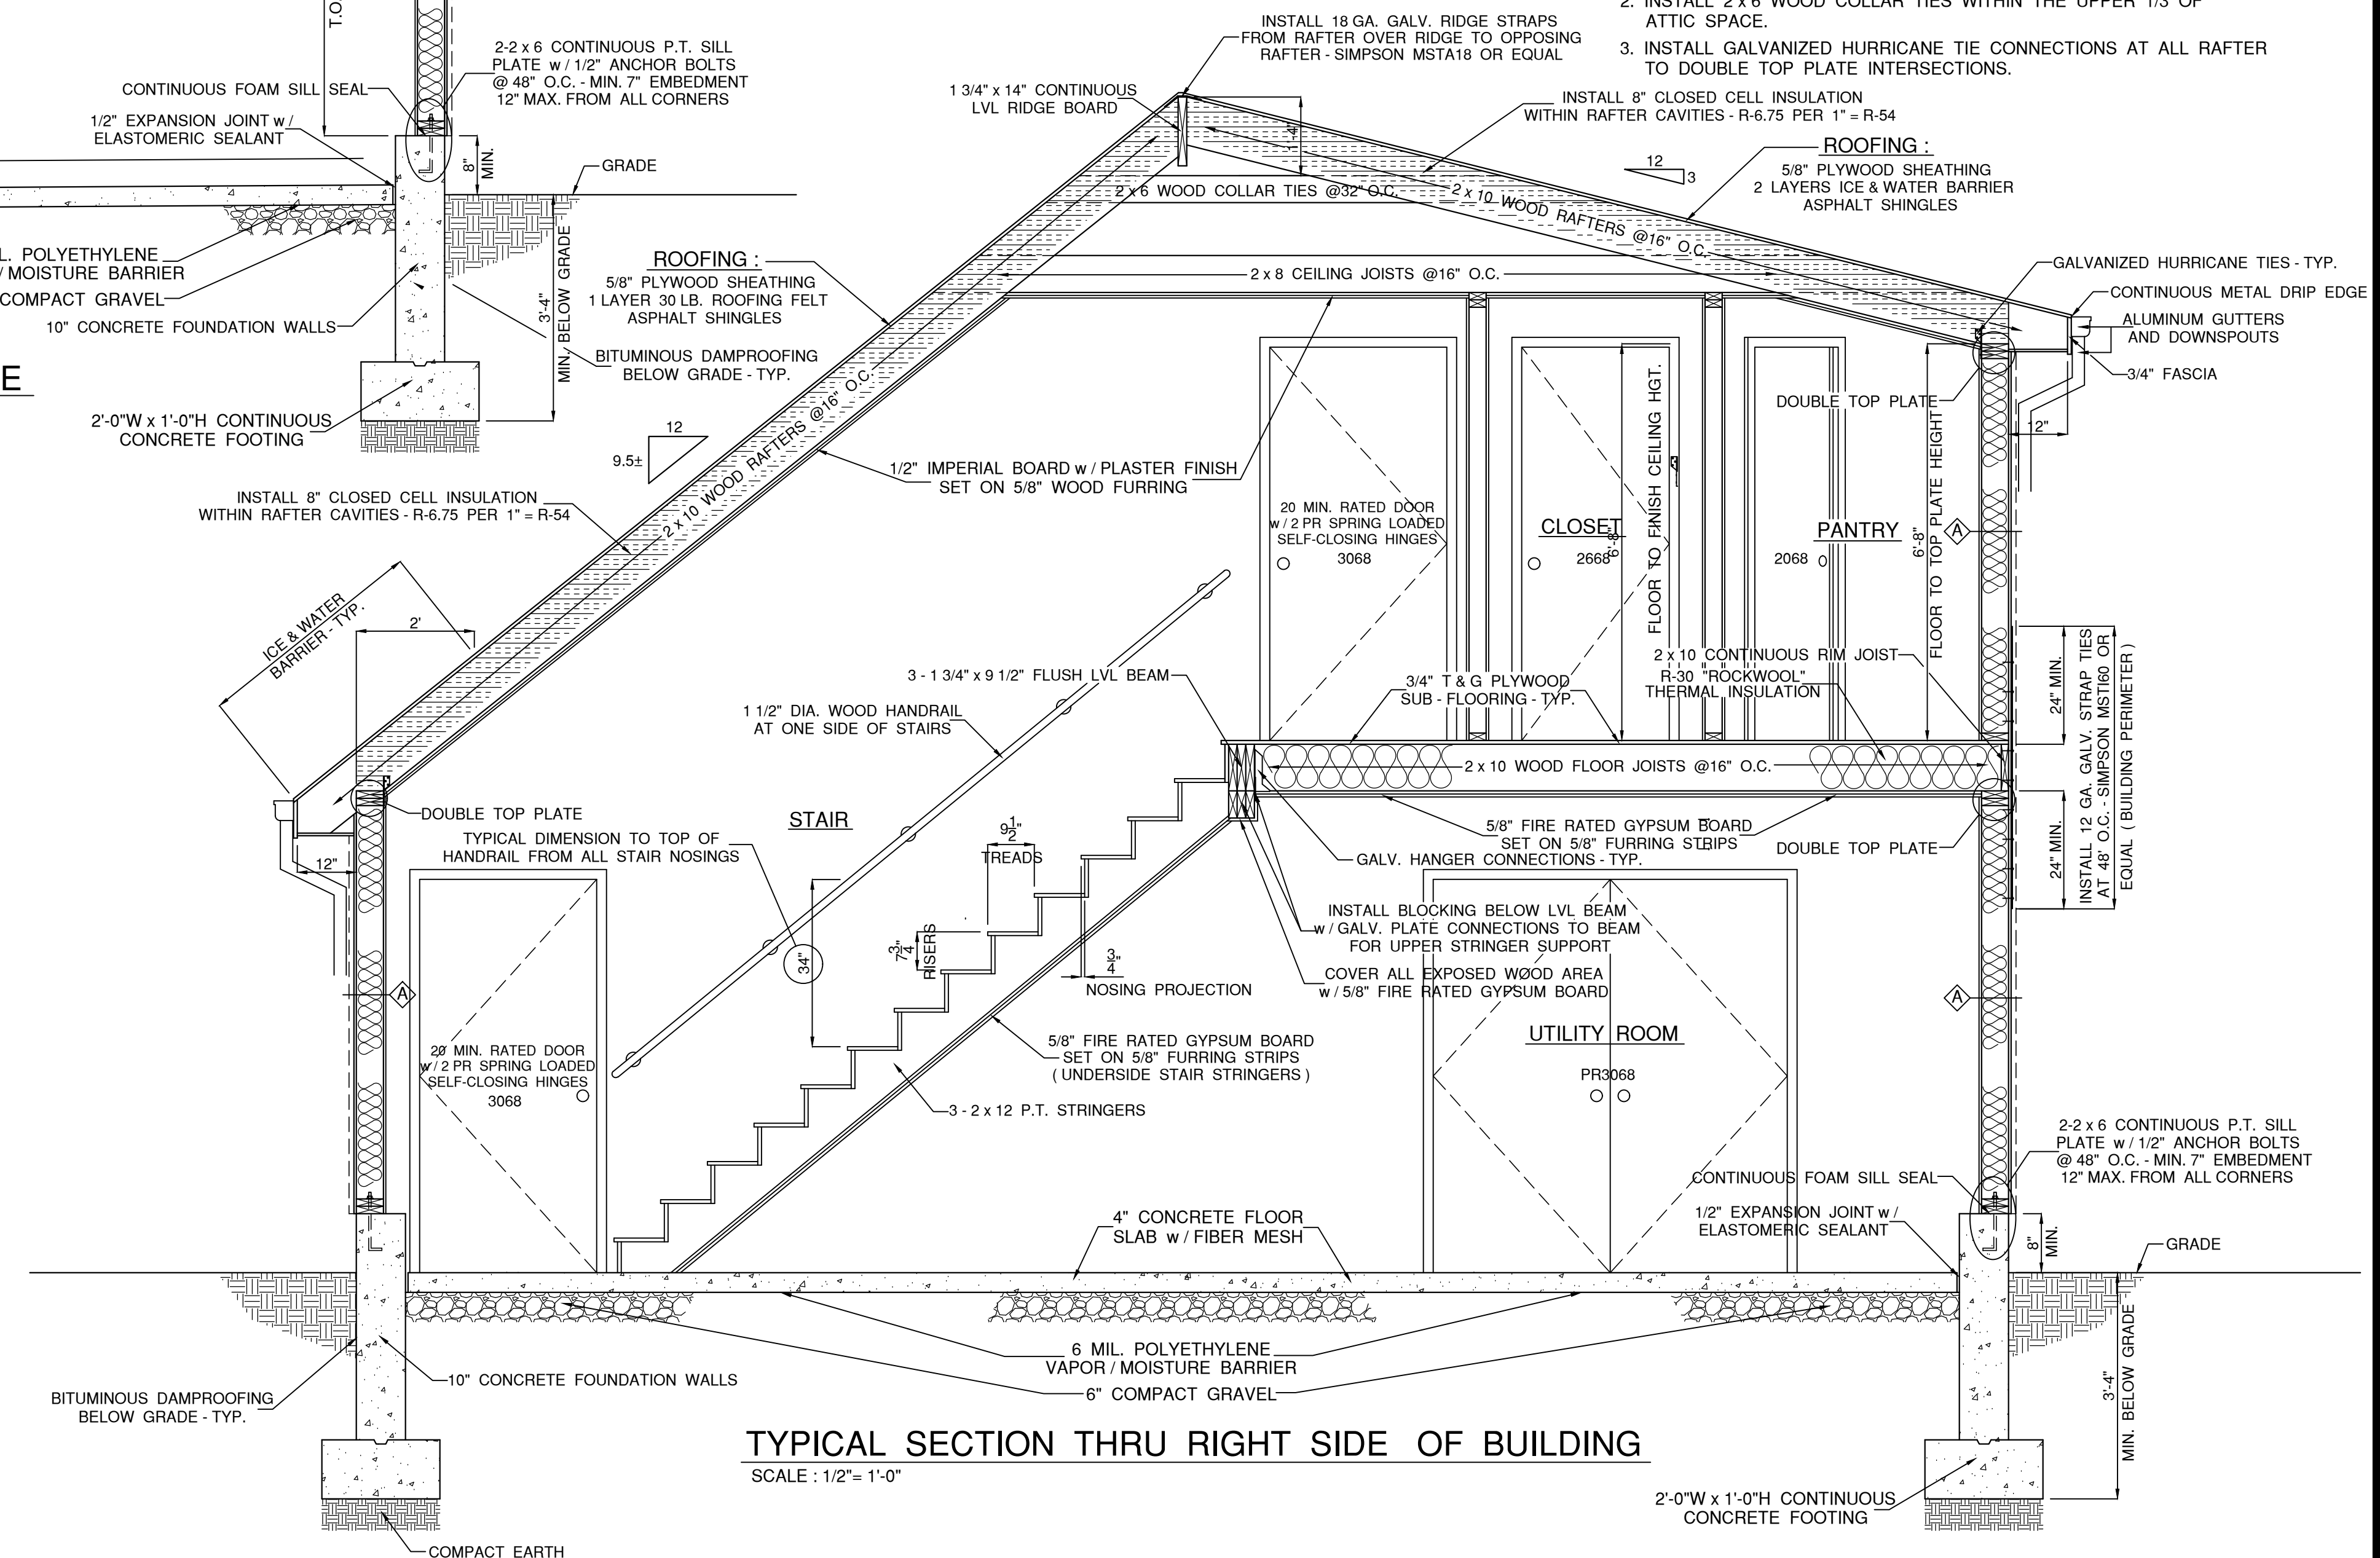 T.O.
2-2 x 6 CONTINUOUS P.T. SILL
PLATE w / 1/2" ANCHOR BOLTS
@ 48" O.C. - MIN. 7" EMBEDMENT
12" MAX. FROM ALL CORNERS
CONTINUOUS FOAM SILL SEAL
1/2" EXPANSION JOINT w /
ELASTOMERIC SEALANT
8"
MIN.
GRADE
L. POLYETHYLENE
/ MOISTURE BARRIER
COMPACT GRAVEL
10" CONCRETE FOUNDATION WALLS
3'-4"
MIN. BELOW GRADE
BITUMINOUS DAMPROOFING
BELOW GRADE - TYP.
E
2'-0"W x 1'-0"H CONTINUOUS
CONCRETE FOOTING
2. INSTALL 2 x 6 WOOD COLLAR TIES WITHIN THE UPPER 1/3 OF
ATTIC SPACE.
3. INSTALL GALVANIZED HURRICANE TIE CONNECTIONS AT ALL RAFTER
TO DOUBLE TOP PLATE INTERSECTIONS.
INSTALL 18 GA. GALV. RIDGE STRAPS
FROM RAFTER OVER RIDGE TO OPPOSING
RAFTER - SIMPSON MSTA18 OR EQUAL
1 3/4" x 14" CONTINUOUS
LVL RIDGE BOARD
INSTALL 8" CLOSED CELL INSULATION
WITHIN RAFTER CAVITIES - R-6.75 PER 1" = R-54
1'-4"
12
3
ROOFING :
5/8" PLYWOOD SHEATHING
2 LAYERS ICE & WATER BARRIER
ASPHALT SHINGLES
2 x 6 WOOD COLLAR TIES @32" O.C.
2 x 10 WOOD RAFTERS @16" O.C.
2 x 8 CEILING JOISTS @16" O.C.
GALVANIZED HURRICANE TIES - TYP.
CONTINUOUS METAL DRIP EDGE
ALUMINUM GUTTERS
AND DOWNSPOUTS
3/4" FASCIA
DOUBLE TOP PLATE
12"
ROOFING :
5/8" PLYWOOD SHEATHING
1 LAYER 30 LB. ROOFING FELT
ASPHALT SHINGLES
12
9.5±
2 x 10 WOOD RAFTERS @16" O.C.
1/2" IMPERIAL BOARD w / PLASTER FINISH
SET ON 5/8" WOOD FURRING
INSTALL 8" CLOSED CELL INSULATION
WITHIN RAFTER CAVITIES - R-6.75 PER 1" = R-54
ICE & WATER
BARRIER - TYP.
2'
20 MIN. RATED DOOR
w / 2 PR SPRING LOADED
SELF-CLOSING HINGES
3068
CLOSET
2668
6'-8"
FLOOR TO FINISH CEILING HGT.
PANTRY
2068
6'-8"
FLOOR TO TOP PLATE HEIGHT
A
2 x 10 CONTINUOUS RIM JOIST
R-30 "ROCKWOOL"
THERMAL INSULATION
3/4" T & G PLYWOOD
SUB - FLOORING - TYP.
3 - 1 3/4" x 9 1/2" FLUSH LVL BEAM
1 1/2" DIA. WOOD HANDRAIL
AT ONE SIDE OF STAIRS
24" MIN.
24" MIN.
INSTALL 12 GA. GALV. STRAP TIES
AT 48' O.C. - SIMPSON MSTI60 OR
EQUAL ( BUILDING PERIMETER )
2 x 10 WOOD FLOOR JOISTS @16" O.C.
5/8" FIRE RATED GYPSUM BOARD
SET ON 5/8" FURRING STRIPS
DOUBLE TOP PLATE
GALV. HANGER CONNECTIONS - TYP.
DOUBLE TOP PLATE
STAIR
TYPICAL DIMENSION TO TOP OF
HANDRAIL FROM ALL STAIR NOSINGS
9 1/2"
TREADS
12"
34"
7 3/4"
RISERS
3/4"
NOSING PROJECTION
INSTALL BLOCKING BELOW LVL BEAM
w / GALV. PLATE CONNECTIONS TO BEAM
FOR UPPER STRINGER SUPPORT
COVER ALL EXPOSED WOOD AREA
w / 5/8" FIRE RATED GYPSUM BOARD
A
A
UTILITY ROOM
PR3068
20 MIN. RATED DOOR
w/ 2 PR SPRING LOADED
SELF-CLOSING HINGES
3068
5/8" FIRE RATED GYPSUM BOARD
SET ON 5/8" FURRING STRIPS
( UNDERSIDE STAIR STRINGERS )
3 - 2 x 12 P.T. STRINGERS
2-2 x 6 CONTINUOUS P.T. SILL
PLATE w / 1/2" ANCHOR BOLTS
@ 48" O.C. - MIN. 7" EMBEDMENT
12" MAX. FROM ALL CORNERS
CONTINUOUS FOAM SILL SEAL
1/2" EXPANSION JOINT w /
ELASTOMERIC SEALANT
4" CONCRETE FLOOR
SLAB w / FIBER MESH
8"
MIN.
GRADE
6 MIL. POLYETHYLENE
VAPOR / MOISTURE BARRIER
6" COMPACT GRAVEL
10" CONCRETE FOUNDATION WALLS
BITUMINOUS DAMPROOFING
BELOW GRADE - TYP.
3'-4"
MIN. BELOW GRADE
TYPICAL SECTION THRU RIGHT SIDE OF BUILDING
SCALE : 1/2"= 1'-0"
2'-0"W x 1'-0"H CONTINUOUS
CONCRETE FOOTING
COMPACT EARTH